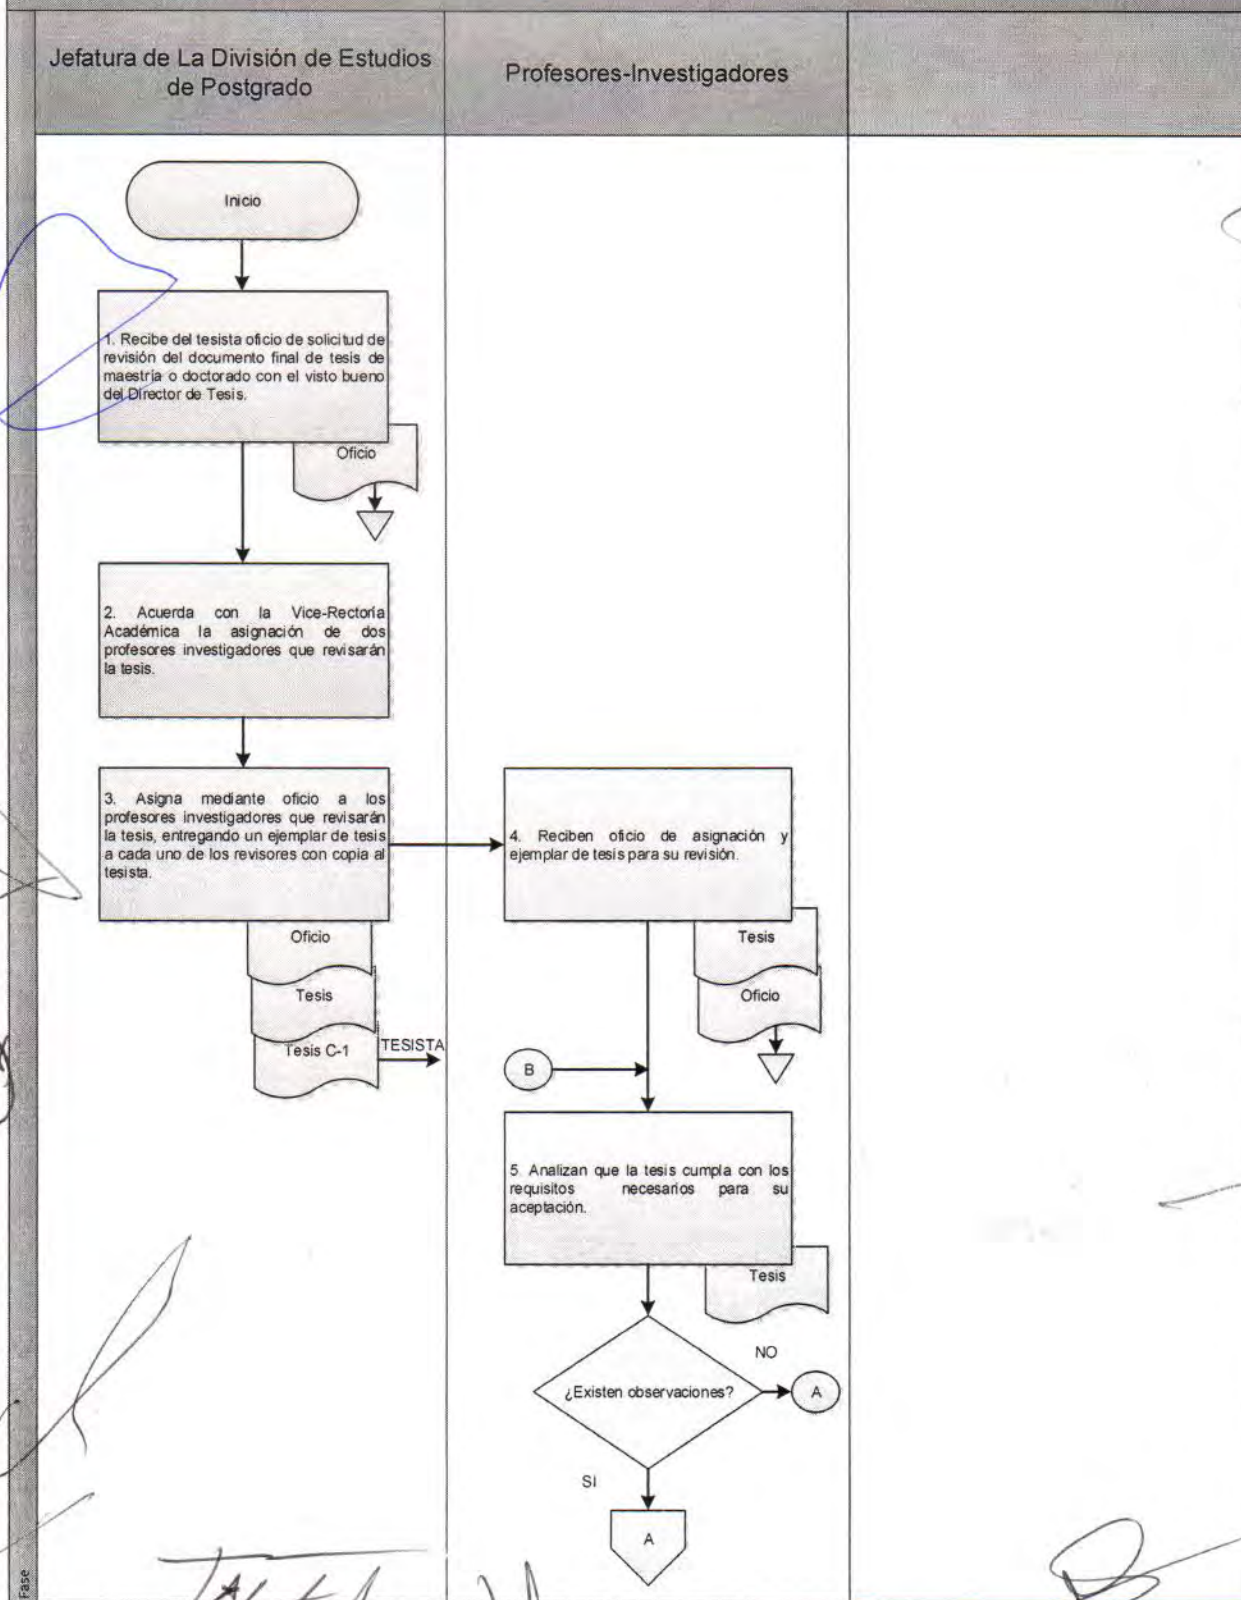 Jefatura de La División de Estudios
de Postgrado
Profesores-Investigadores
Inicio
1. Recibe del tesista oficio de solicitud de
revisión del documento final de tesis de
maestría o doctorado con el visto bueno
del Director de Tesis.
Oficio
2. Acuerda con la Vice-Rectoría
Académica la asignación de dos
profesores investigadores que revisarán
la tesis.
3. Asigna mediante oficio a los
profesores investigadores que revisarán
la tesis, entregando un ejemplar de tesis
a cada uno de los revisores con copia al
tesista.
Oficio
Tesis
Tesis C-1
TESISTA
4. Reciben oficio de asignación y
ejemplar de tesis para su revisión.
Tesis
Oficio
B
5. Analizan que la tesis cumpla con los
requisitos necesarios para su
aceptación.
Tesis
¿Existen observaciones?
NO
A
SI
A
Fase